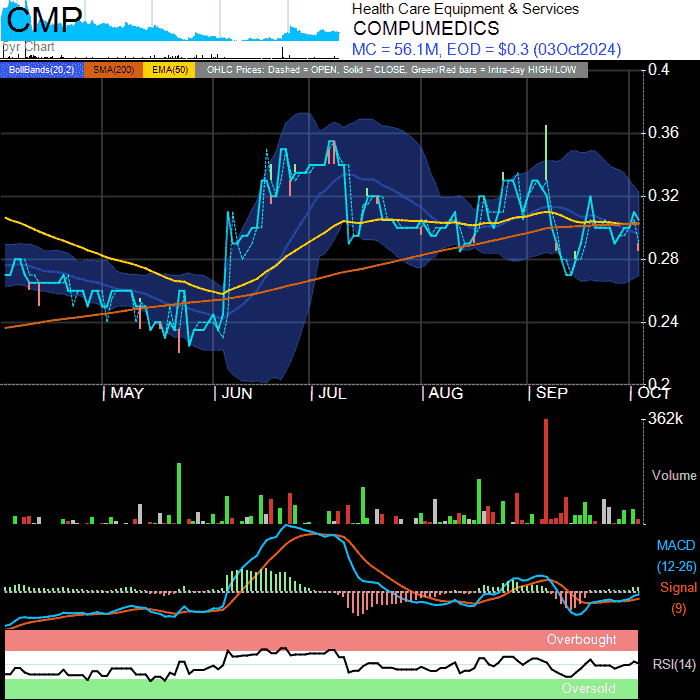 CMP
5yr Chart
Health Care Equipment & Services
COMPUMEDICS
MC = 56.1M, EOD = $0.3 (03Oct2024)
BollBands(20,2) SMA(200) EMA(50) OHLC Prices: Dashed = OPEN, Solid = CLOSE, Green/Red bars = Intra-day HIGH/LOW
0.4
0.36
0.32
0.28
0.24
0.2
MAY JUN JUL AUG SEP OCT
362k
Volume
MACD
(12-26)
Signal
(9)
Overbought
RSI(14)
Oversold